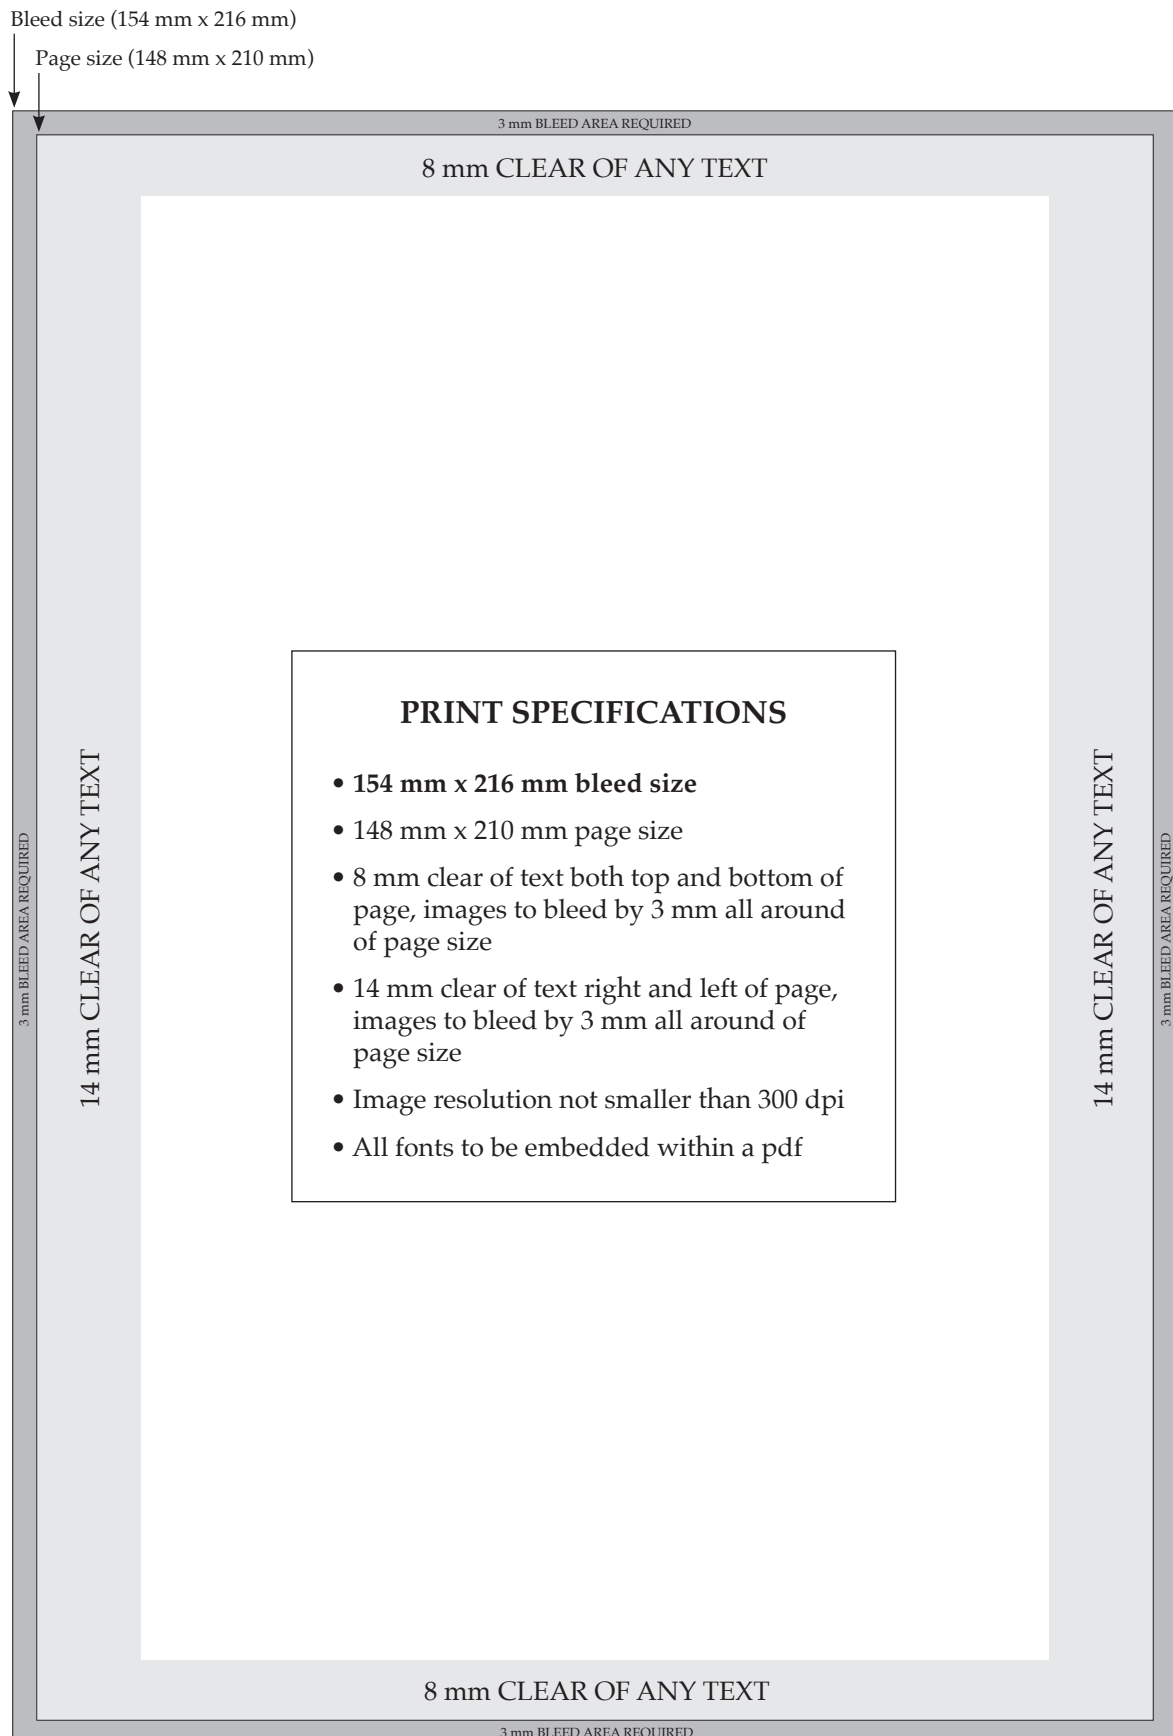 Bleed size (154 mm x 216 mm)
Page size (148 mm x 210 mm)
3 mm BLEED AREA REQUIRED
8 mm CLEAR OF ANY TEXT
3 mm BLEED AREA REQUIRED
14 mm CLEAR OF ANY TEXT
PRINT SPECIFICATIONS
• 154 mm x 216 mm bleed size
• 148 mm x 210 mm page size
• 8 mm clear of text both top and bottom of
page, images to bleed by 3 mm all around
of page size
• 14 mm clear of text right and left of page,
images to bleed by 3 mm all around of
page size
• Image resolution not smaller than 300 dpi
• All fonts to be embedded within a pdf
14 mm CLEAR OF ANY TEXT
3 mm BLEED AREA REQUIRED
8 mm CLEAR OF ANY TEXT
3 mm BLEED AREA REQUIRED